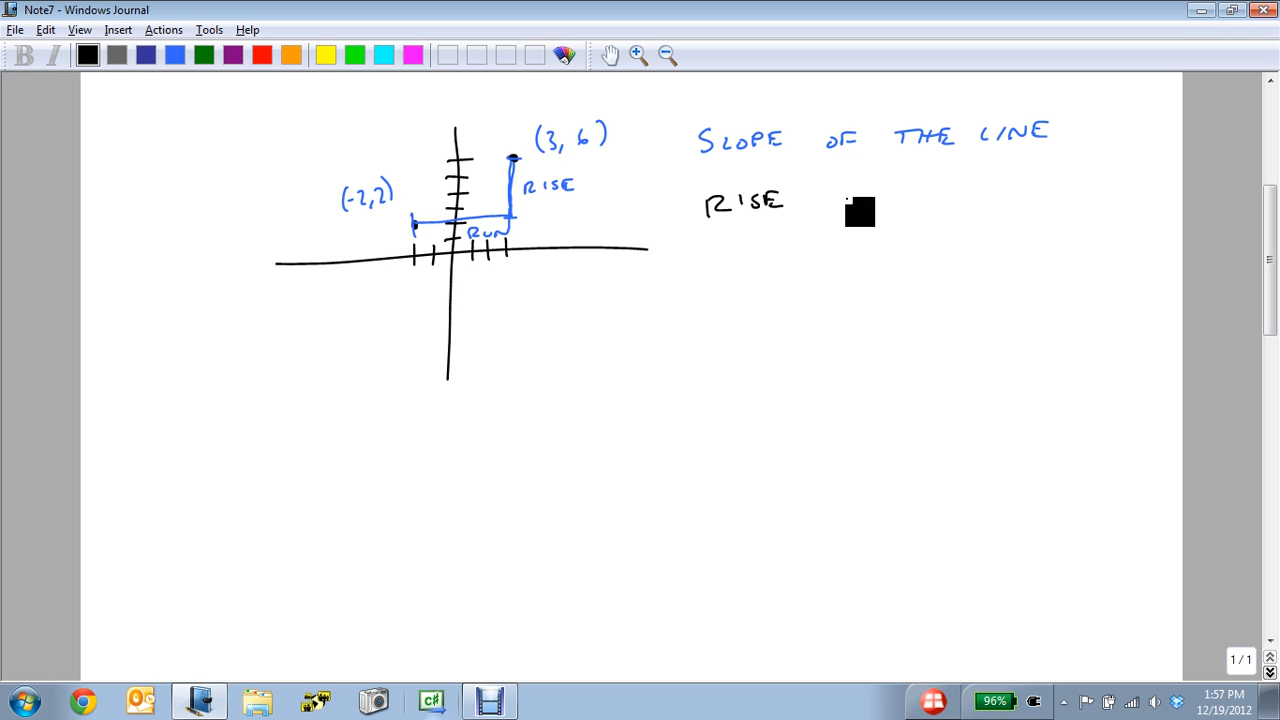 Note7 - Windows Journal
File Edit View Insert Actions Tools Help
B I
(3, 6) SLOPE OF THE LINE
(-2,2) RISE
RISE
RUN
1 / 1
C#
96%
1:57 PM
12/19/2012